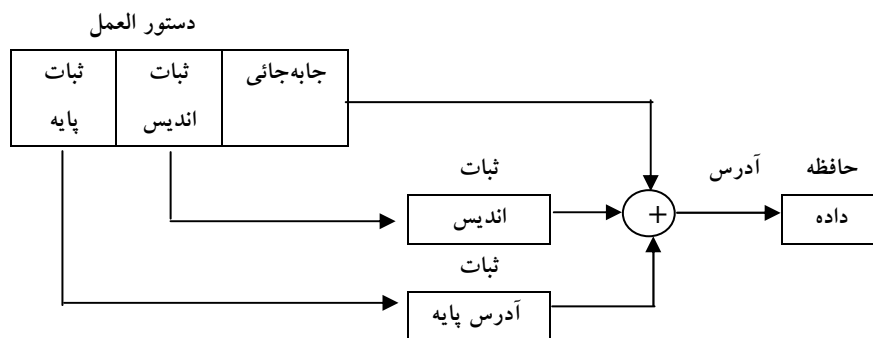 دستور العمل
جابه‌جائی
ثبات
اندیس
ثبات
پایه
ثبات
اندیس
ثبات
آدرس پایه
+
آدرس
حافظه
داده